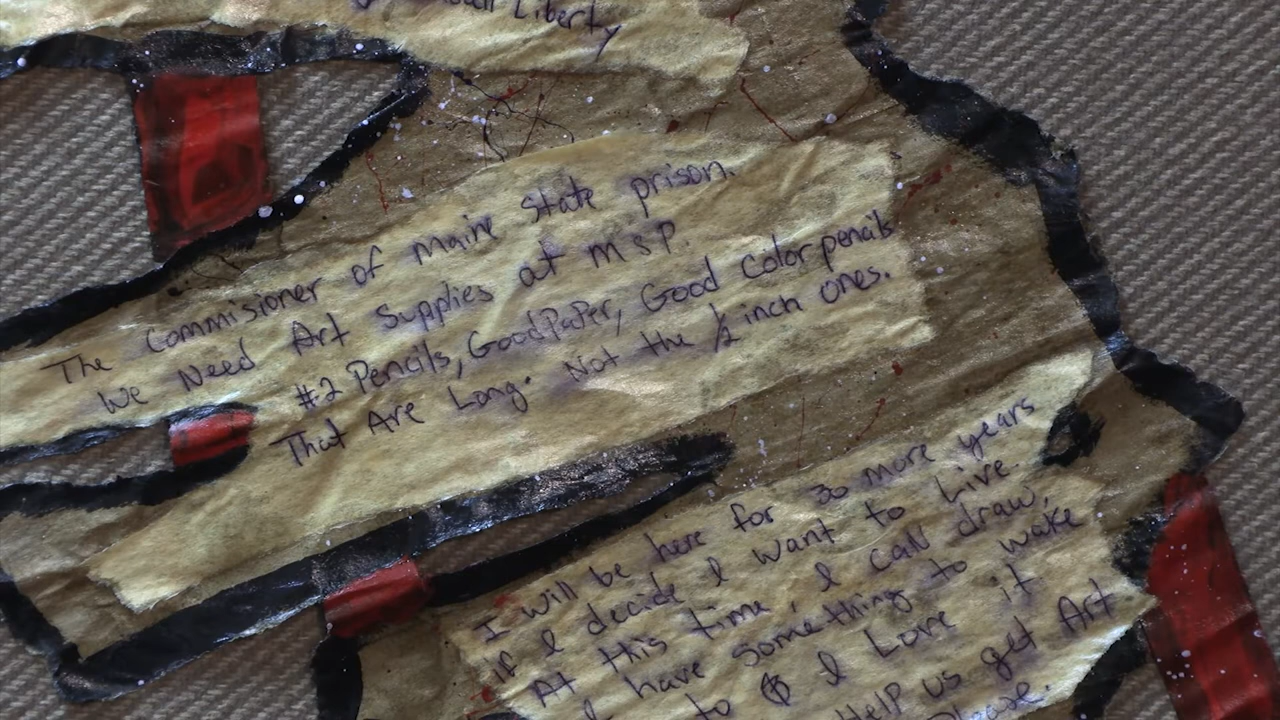 Liberty
The Commisioner of Maine State prison.
We Need Art Supplies at MSP.
#2 Pencils, Good PaPer, Good Color pencils
That Are Long. Not the 1/2 inch ones.
I will be here for 30 more years
if I decide I want to Live.
At this time, I can draw.
I have something to wake
to I Love it
Help us get Art
Please.